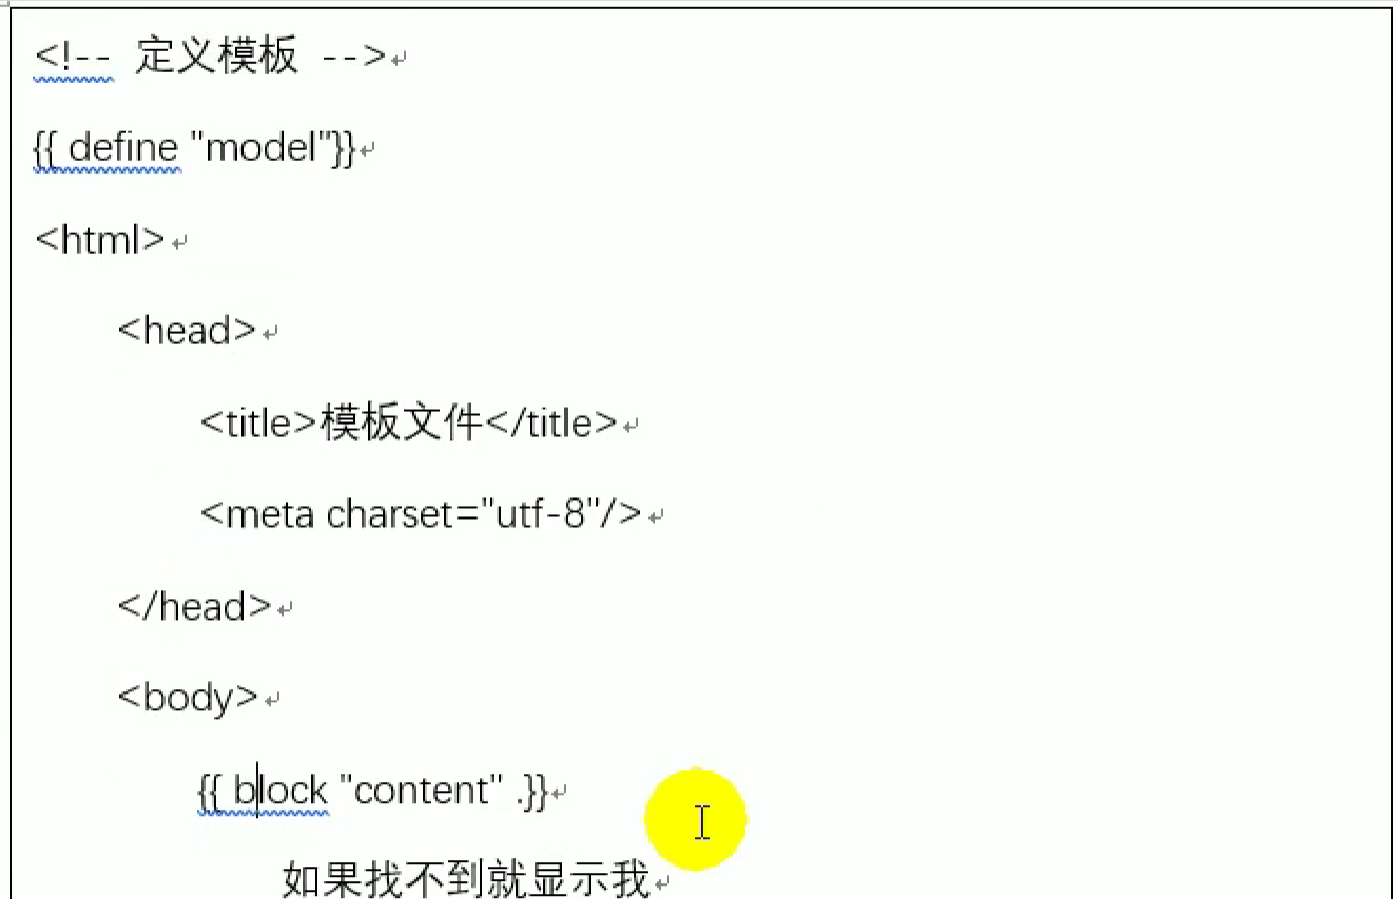 <!-- 定义模板 -->
{{ define "model"}}
<html>
<head>
<title>模板文件</title>
<meta charset="utf-8"/>
</head>
<body>
{{ block "content" .}}
如果找不到就显示我